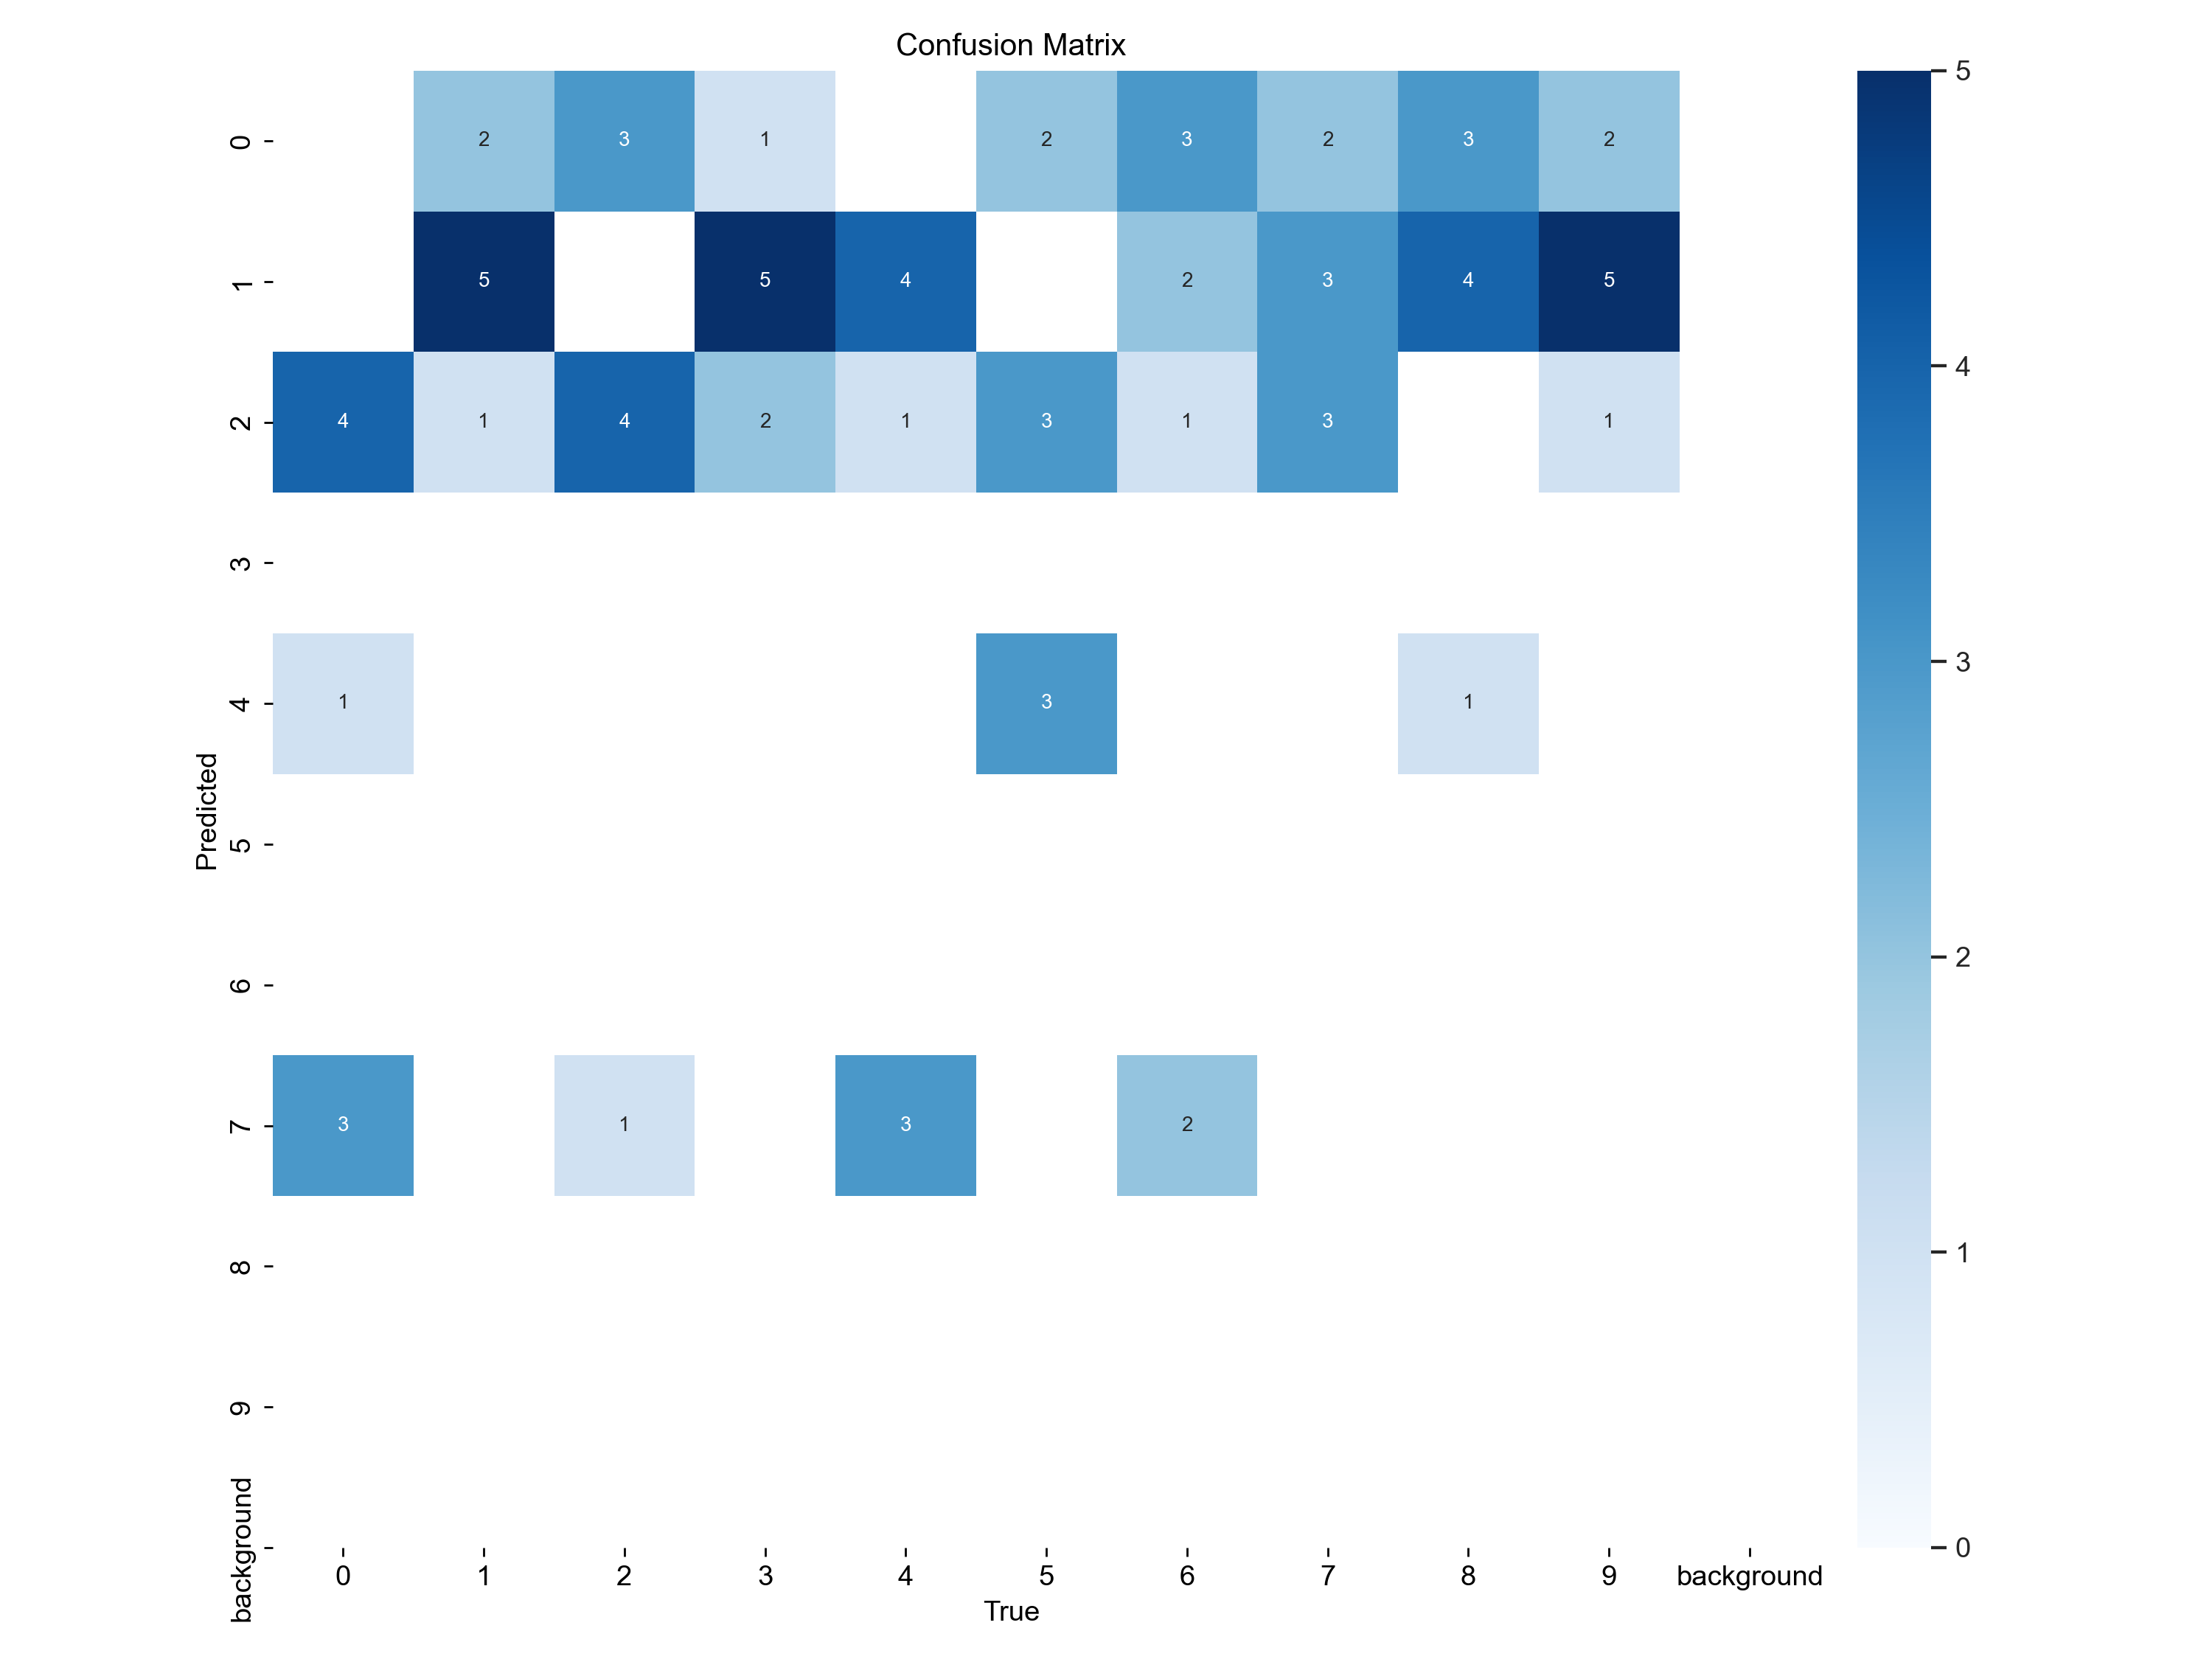 Confusion Matrix
0 2 3 1 2 3 2 3 2
1 5 5 4 2 3 4 5
2 4 1 4 2 1 3 1 3 1
3
4 1 3 1
5
6
7 3 1 3 2
8
9
background
Predicted
0 1 2 3 4 5 6 7 8 9 background
True
5
4
3
2
1
0